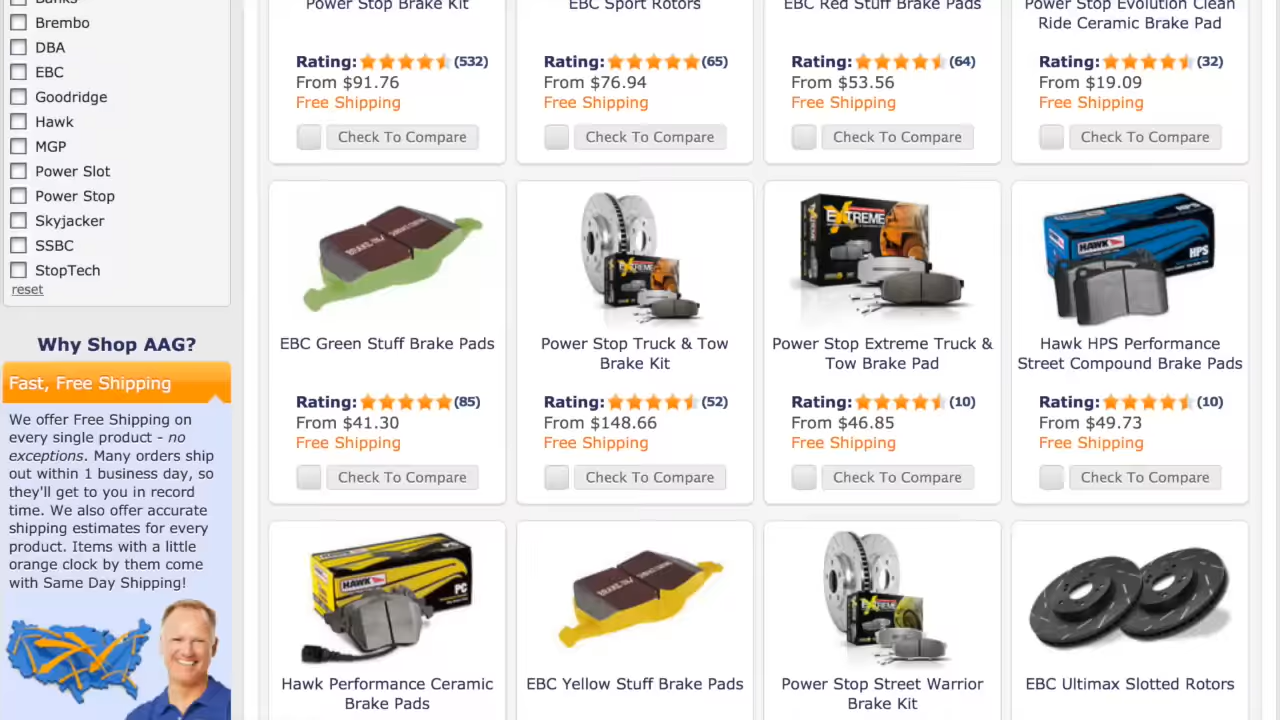 Banks
Brembo
DBA
EBC
Goodridge
Hawk
MGP
Power Slot
Power Stop
Skyjacker
SSBC
StopTech
reset
Why Shop AAG?
Fast, Free Shipping
We offer Free Shipping on
every single product - no
exceptions. Many orders ship
out within 1 business day, so
they'll get to you in record
time. We also offer accurate
shipping estimates for every
product. Items with a little
orange clock by them come
with Same Day Shipping!
Power Stop Brake Kit
Rating: (532)
From $91.76
Free Shipping
Check To Compare
EBC Sport Rotors
Rating: (65)
From $76.94
Free Shipping
Check To Compare
EBC Red Stuff Brake Pads
Rating: (64)
From $53.56
Free Shipping
Check To Compare
Power Stop Evolution Clean
Ride Ceramic Brake Pad
Rating: (32)
From $19.09
Free Shipping
Check To Compare
EBC Green Stuff Brake Pads
Rating: (85)
From $41.30
Free Shipping
Check To Compare
EXTREME
Power Stop Truck & Tow
Brake Kit
Rating: (52)
From $148.66
Free Shipping
Check To Compare
EXTREME
Power Stop Extreme Truck &
Tow Brake Pad
Rating: (10)
From $46.85
Free Shipping
Check To Compare
HAWK
HPS
Hawk HPS Performance
Street Compound Brake Pads
Rating: (10)
From $49.73
Free Shipping
Check To Compare
HAWK
PC
Hawk Performance Ceramic
Brake Pads
EBC Yellow Stuff Brake Pads
EXTREME
Power Stop Street Warrior
Brake Kit
EBC Ultimax Slotted Rotors